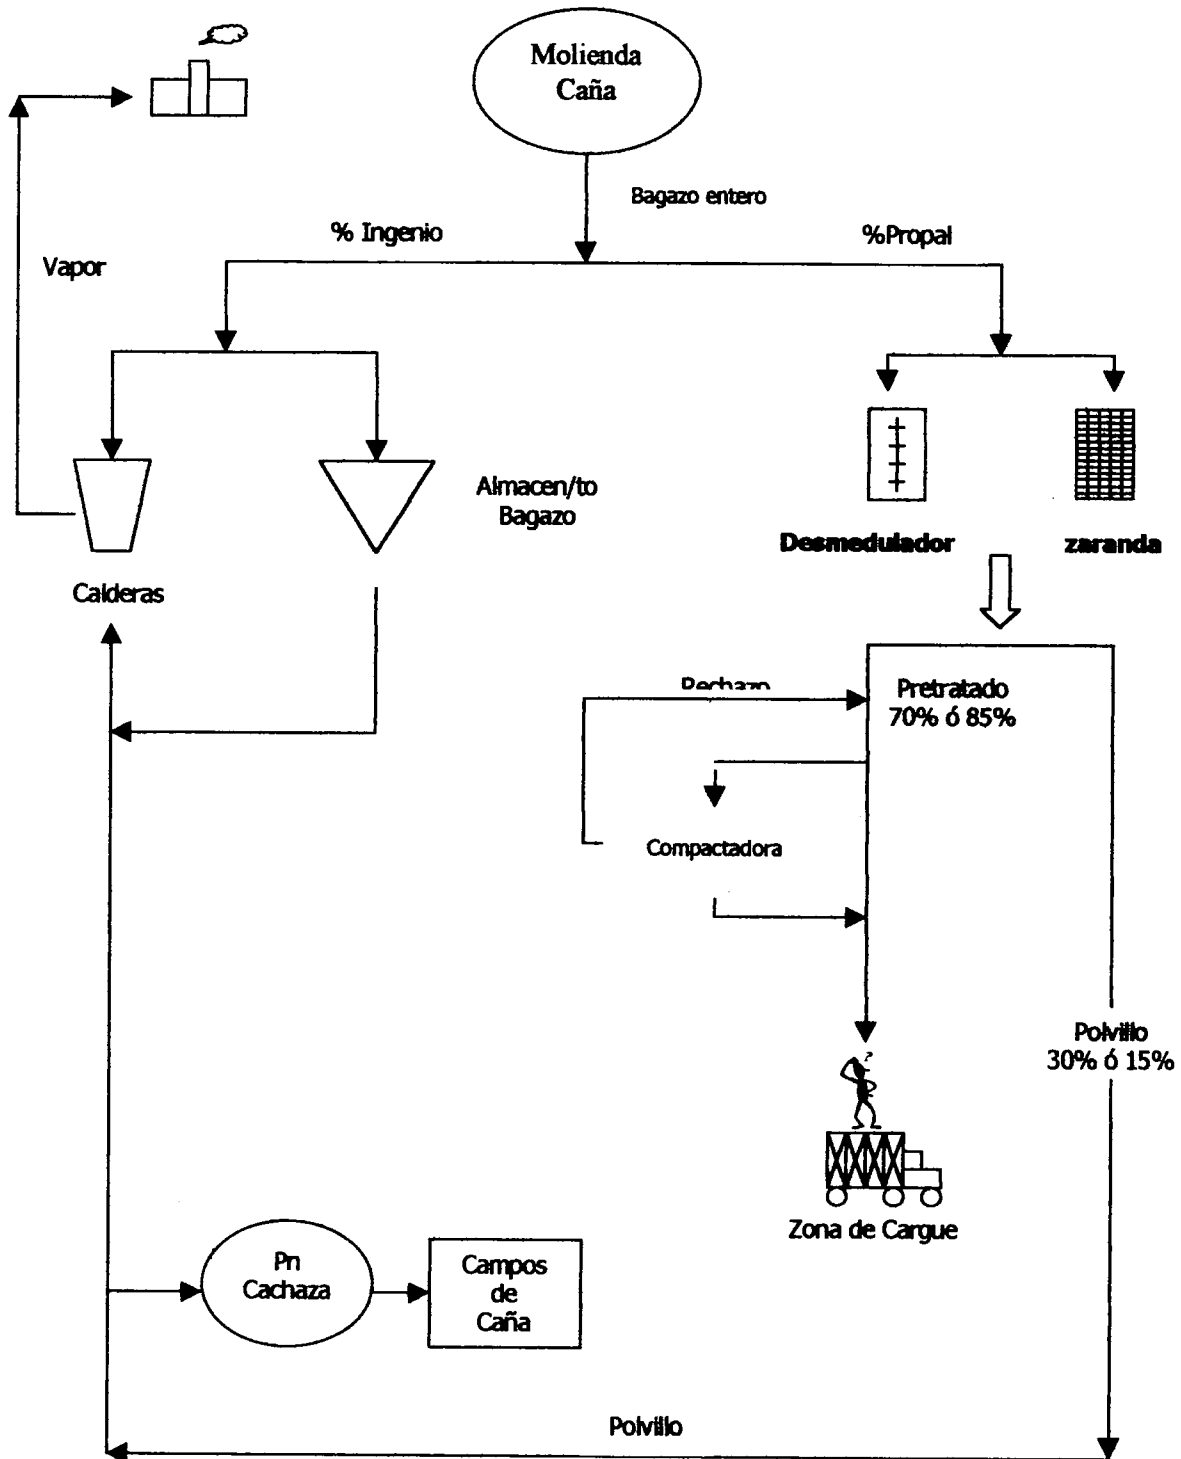 Molienda
Caña
Bagazo entero
% Ingenio
%Propal
Vapor
Almacen/to
Bagazo
Desmedulador
zaranda
Calderas
Rechazo
Pretratado
70% ó 85%
Compactadora
Polvillo
30% ó 15%
Zona de Cargue
Pn
Cachaza
Campos
de
Caña
Polvillo